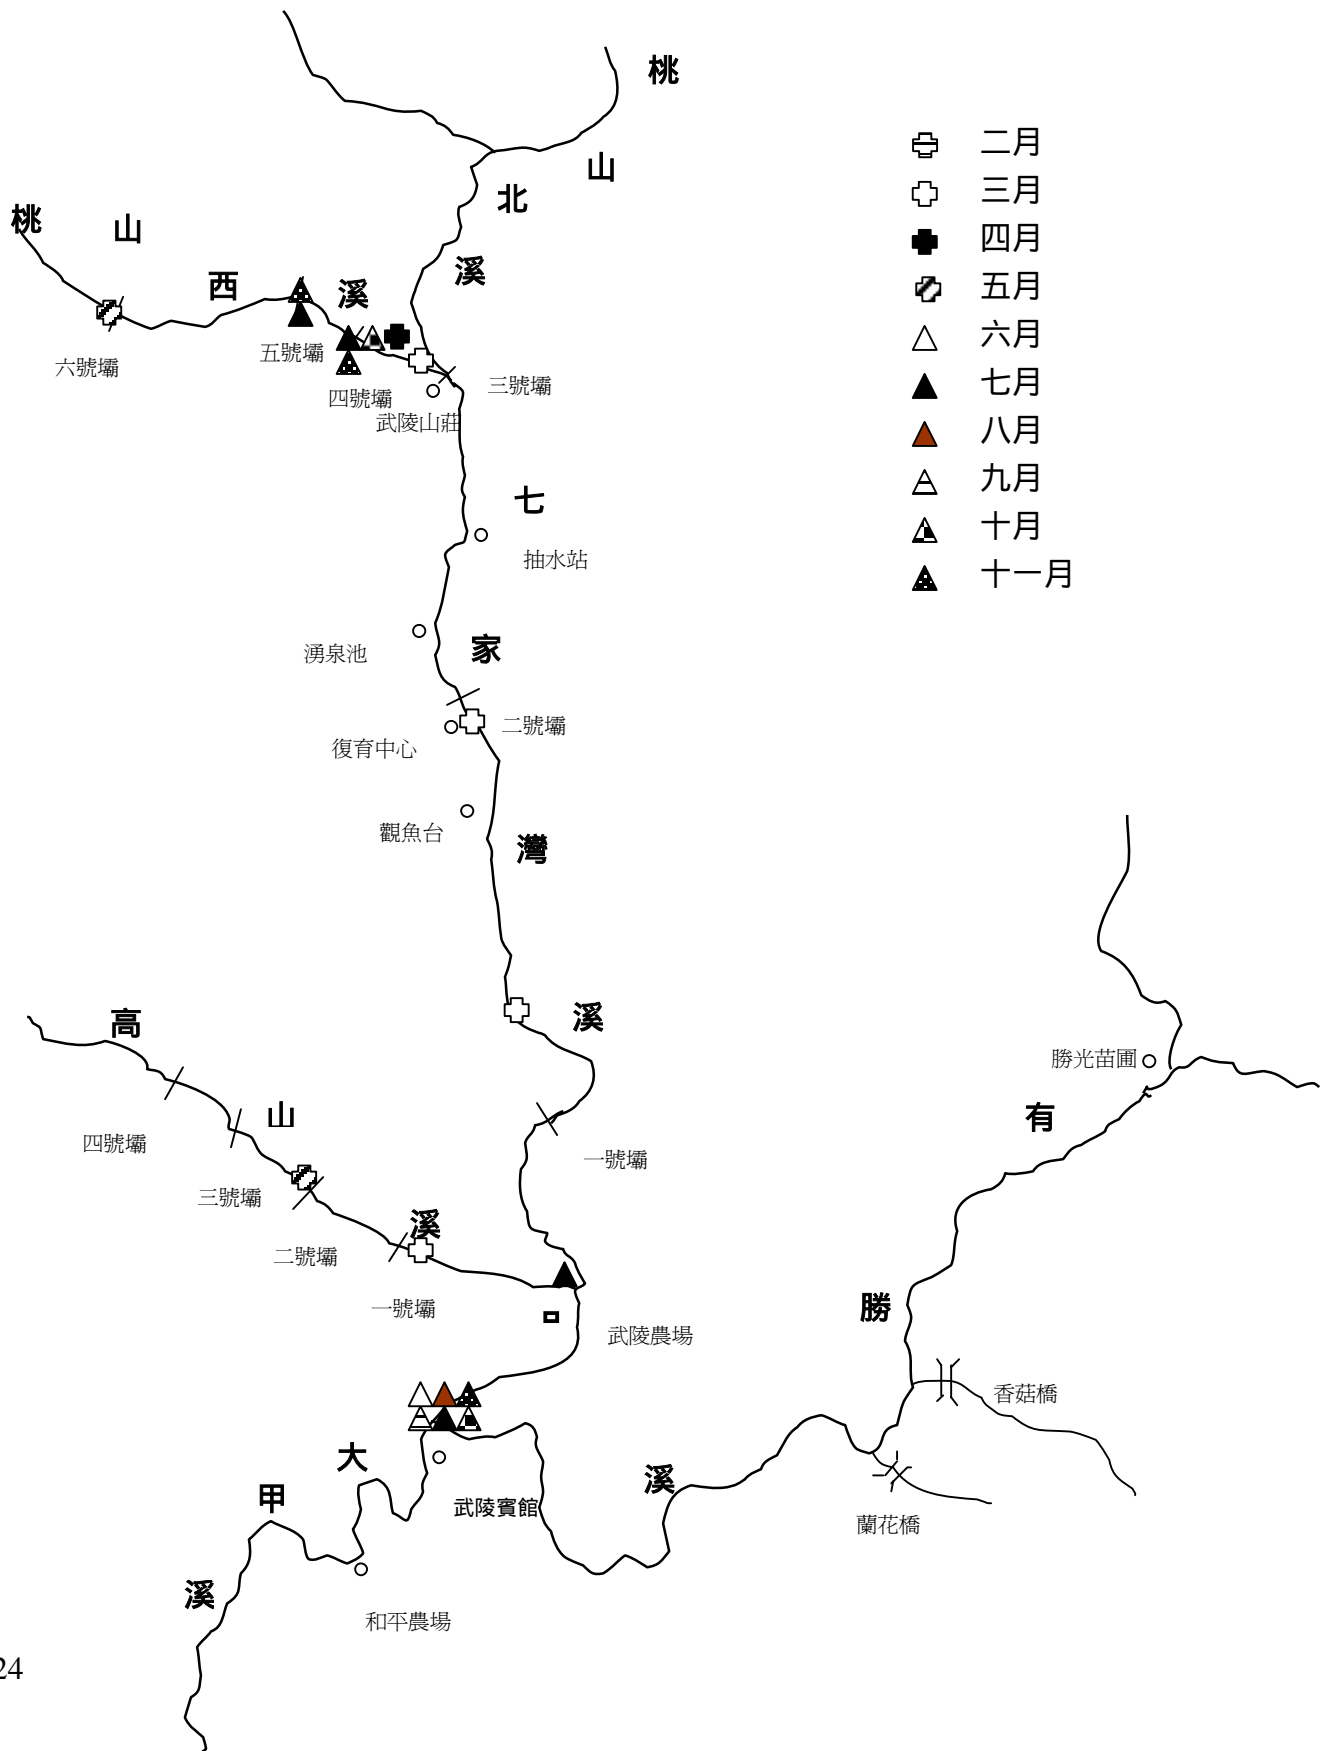 桃
山
北
溪
桃
山
西
溪
二月
三月
四月
五月
六月
七月
八月
九月
十月
十一月
六號壩
五號壩
四號壩
三號壩
武陵山莊
七
抽水站
湧泉池
家
二號壩
復育中心
觀魚台
灣
溪
高
山
溪
四號壩
三號壩
二號壩
一號壩
一號壩
武陵農場
勝光苗圃
有
勝
溪
香菇橋
蘭花橋
大
甲
溪
武陵賓館
和平農場
24